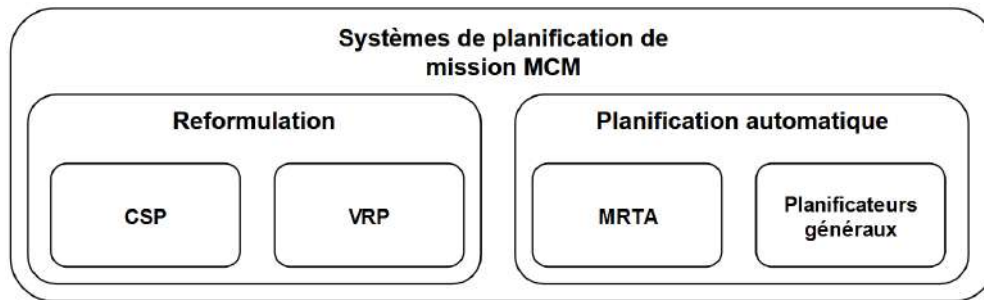 Systèmes de planification de
mission MCM
Reformulation
Planification automatique
CSP
VRP
MRTA
Planificateurs
généraux